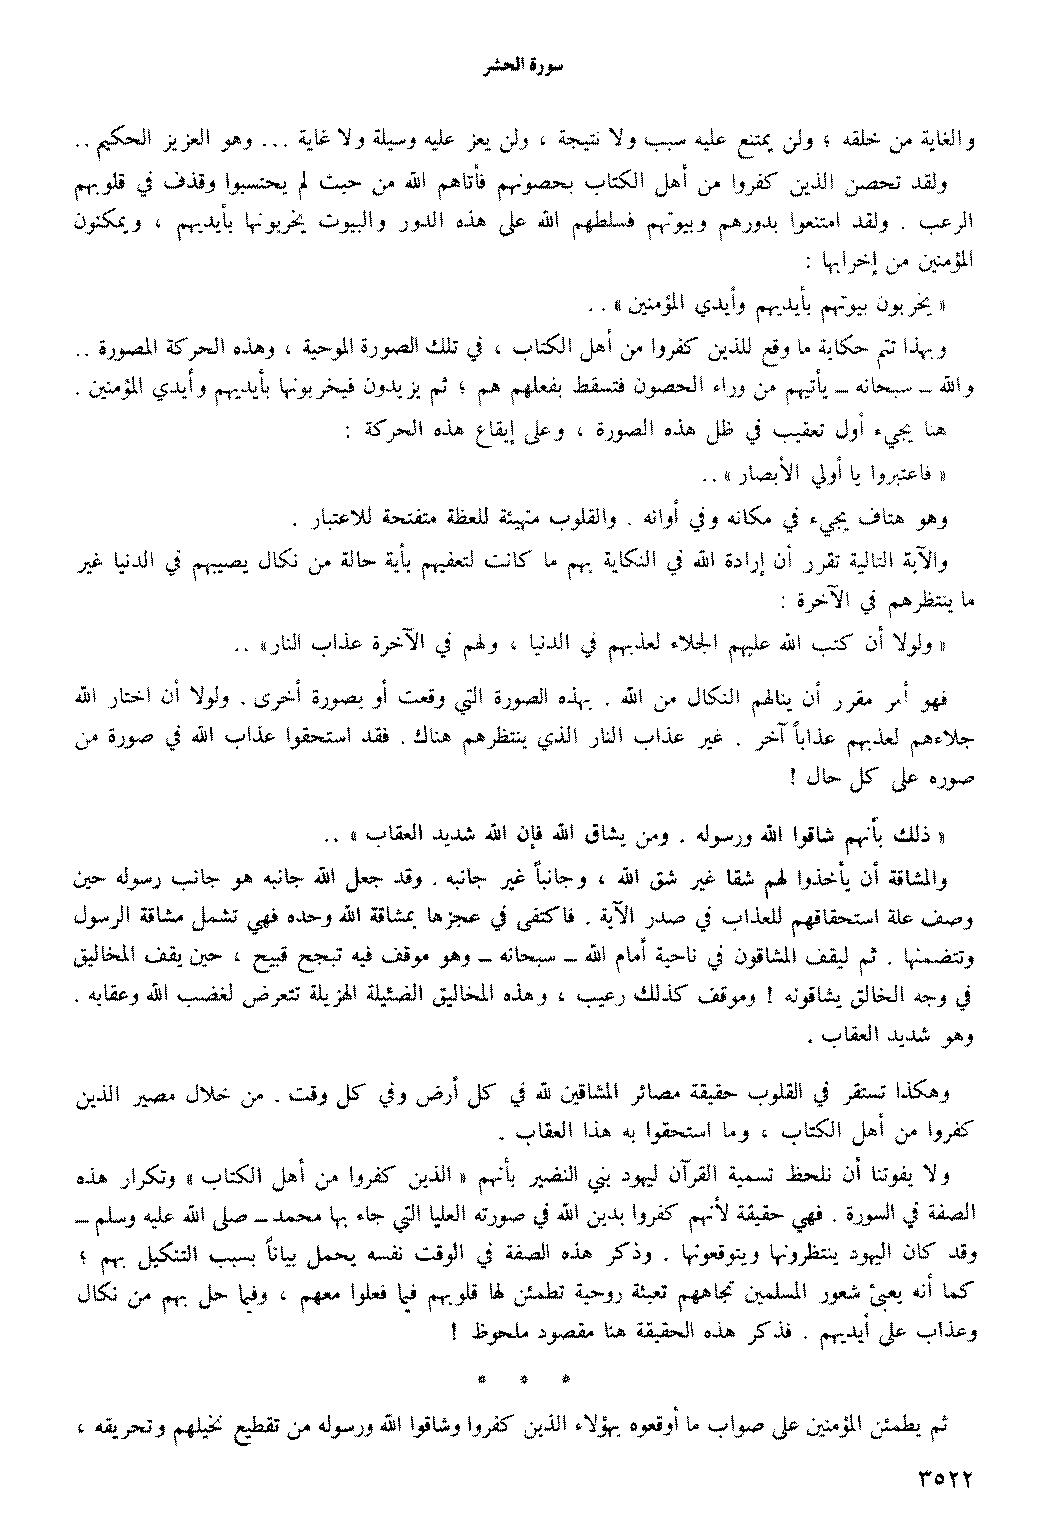 سورة الحشر
والغاية من خلقه ؛ ولن يمتنع عليه سبب ولا نتيجة ، ولن يعز عليه وسيلة ولا غاية ... وهو العزيز الحكيم ..
ولقد تحصن الذين كفروا من أهل الكتاب بحصونهم فأتاهم الله من حيث لم يحتسبوا وقذف في قلوبهم
الرعب . ولقد امتنعوا بدورهم وبيوتهم فسلطهم الله على هذه الدور والبيوت يخربونها بأيديهم ، ويمكنون
المؤمنين من إخرابها :
« يخربون بيوتهم بأيديهم وأيدي المؤمنين » ..
وبهذا تتم حكاية ما وقع للذين كفروا من أهل الكتاب ، في تلك الصورة الموحية ، وهذه الحركة المصورة ..
والله – سبحانه – يأتيهم من وراء الحصون فتسقط بفعلهم هم ؛ ثم يزيدون فيخربونها بأيديهم وأيدي المؤمنين .
هنا يجيء أول تعقيب في ظل هذه الصورة ، وعلى إيقاع هذه الحركة :
« فاعتبروا يا أولي الأبصار » ..
وهو هتاف يجيء في مكانه وفي أوانه . والقلوب متهيئة للعظة متفتحة للاعتبار .
والآية التالية تقرر أن إرادة الله في النكاية بهم ما كانت لتعفيهم بأية حالة من نكال يصيبهم في الدنيا غير
ما ينتظرهم في الآخرة :
« ولولا أن كتب الله عليهم الجلاء لعذبهم في الدنيا ، ولهم في الآخرة عذاب النار» ..
فهو أمر مقرر أن ينالهم النكال من الله . بهذه الصورة التي وقعت أو بصورة أخرى . ولولا أن اختار الله
جلاءهم لعذبهم عذاباً آخر . غير عذاب النار الذي ينتظرهم هناك . فقد استحقوا عذاب الله في صورة من
صوره على كل حال !
« ذلك بأنهم شاقوا الله ورسوله . ومن يشاق الله فإن الله شديد العقاب » ..
والمشاقة أن يأخذوا لهم شقا غير شق الله ، وجانباً غير جانبه . وقد جعل الله جانبه هو جانب رسوله حين
وصف علة استحقاقهم للعذاب في صدر الآية . فاكتفى في عجزها بمشاقة الله وحده فهي تشمل مشاقة الرسول
وتتضمنها . ثم ليقف المشاقون في ناحية أمام الله – سبحانه – وهو موقف فيه تبجح قبيح ، حين يقف المخاليق
في وجه الخالق يشاقونه ! وموقف كذلك رعيب ، وهذه المخاليق الضئيلة الهزيلة تتعرض لغضب الله وعقابه .
وهو شديد العقاب .
وهكذا تستقر في القلوب حقيقة مصائر المشاقين لله في كل أرض وفي كل وقت . من خلال مصير الذين
كفروا من أهل الكتاب ، وما استحقوا به هذا العقاب .
ولا يفوتنا أن نلحظ تسمية القرآن ليهود بني النضير بأنهم « الذين كفروا من أهل الكتاب » وتكرار هذه
الصفة في السورة . فهي حقيقة لأنهم كفروا بدين الله في صورته العليا التي جاء بها محمد – صلى الله عليه وسلم –
وقد كان اليهود ينتظرونها ويتوقعونها . وذكر هذه الصفة في الوقت نفسه يحمل بياناً بسبب التنكيل بهم ؛
كما أنه يعبئ شعور المسلمين تجاههم تعبئة روحية تطمئن لها قلوبهم فيما فعلوا معهم ، وفيما حل بهم من نكال
وعذاب على أيديهم . فذكر هذه الحقيقة هنا مقصود ملحوظ !
* * *
ثم يطمئن المؤمنين على صواب ما أوقعوه بهؤلاء الذين كفروا وشاقوا الله ورسوله من تقطيع نخيلهم وتحريقه ،
٣٥٢٢